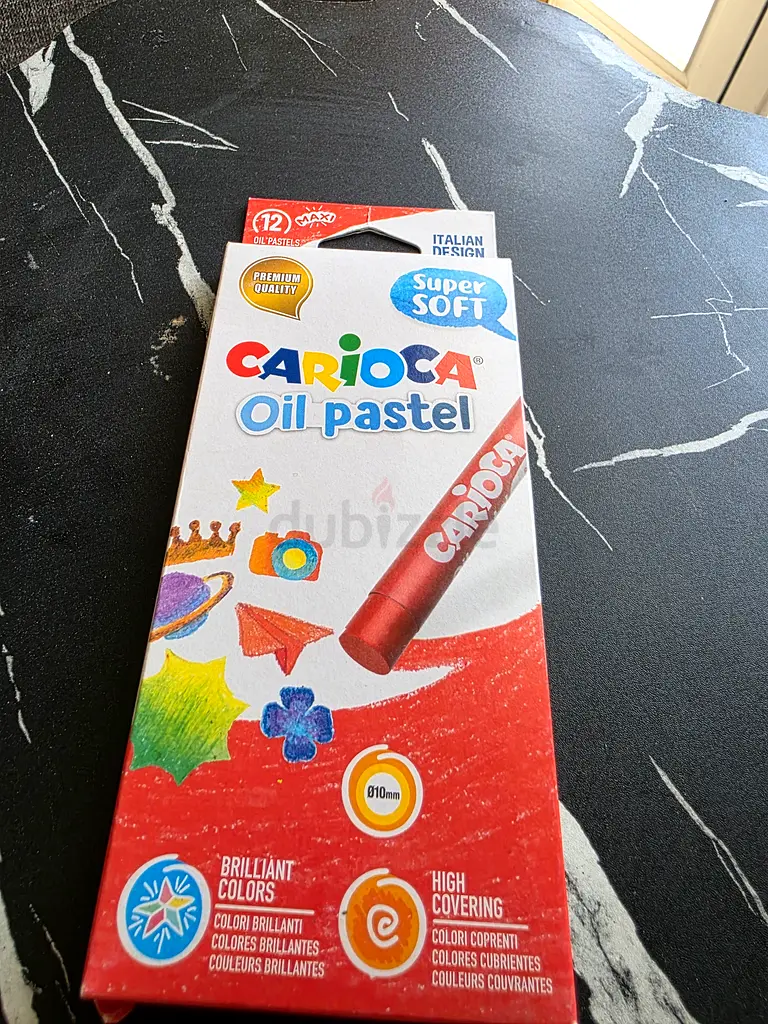 12 MAXI
OIL PASTELS
ITALIAN
DESIGN
PREMIUM
QUALITY
Super
SOFT
CARIOCA®
Oil pastel
CARIOCA®
dubizzle
Ø10mm
BRILLIANT
COLORS
COLORI BRILLANTI
COLORES BRILLANTES
COULEURS BRILLANTES
HIGH
COVERING
COLORI COPRENTI
COLORES CUBRIENTES
COULEURS COUVRANTES